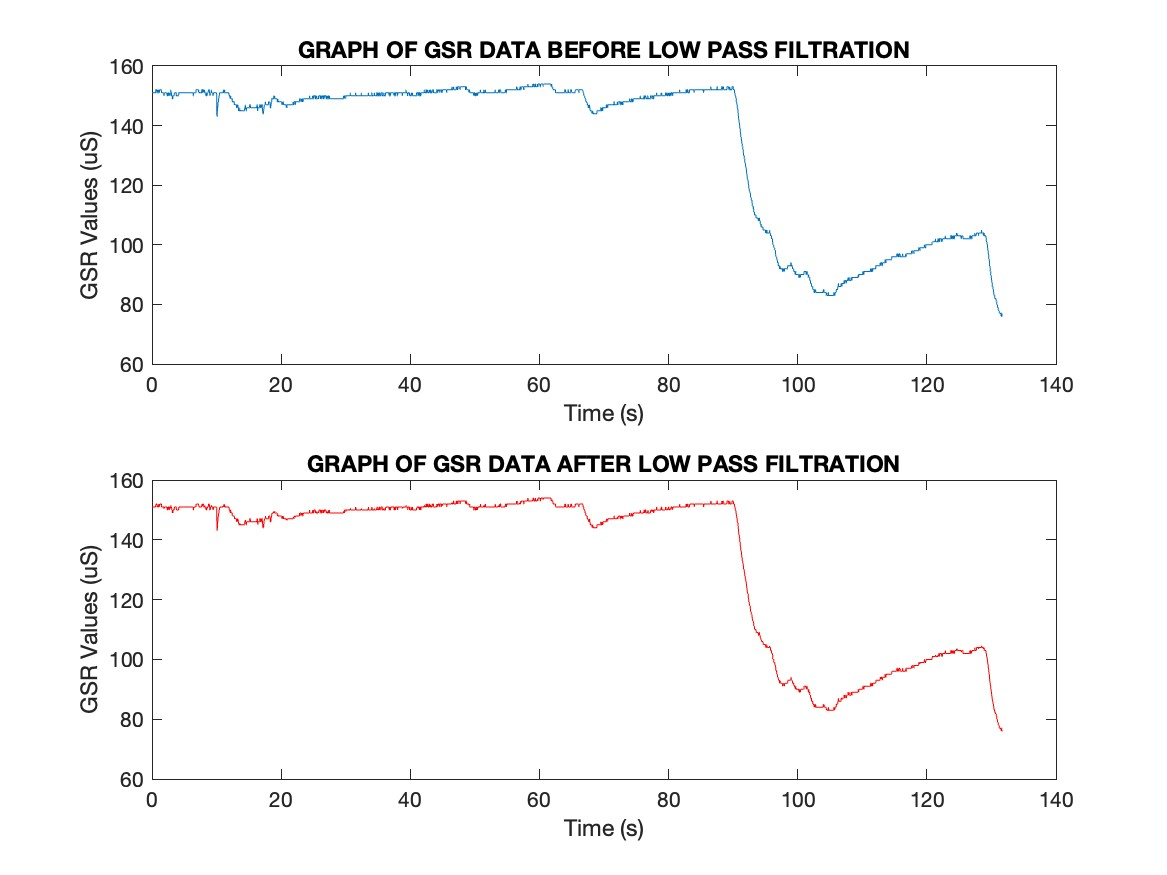 GRAPH OF GSR DATA BEFORE LOW PASS FILTRATION
160
140
120
100
80
60
GSR Values (uS)
0 20 40 60 80 100 120 140
Time (s)
GRAPH OF GSR DATA AFTER LOW PASS FILTRATION
160
140
120
100
80
60
GSR Values (uS)
0 20 40 60 80 100 120 140
Time (s)